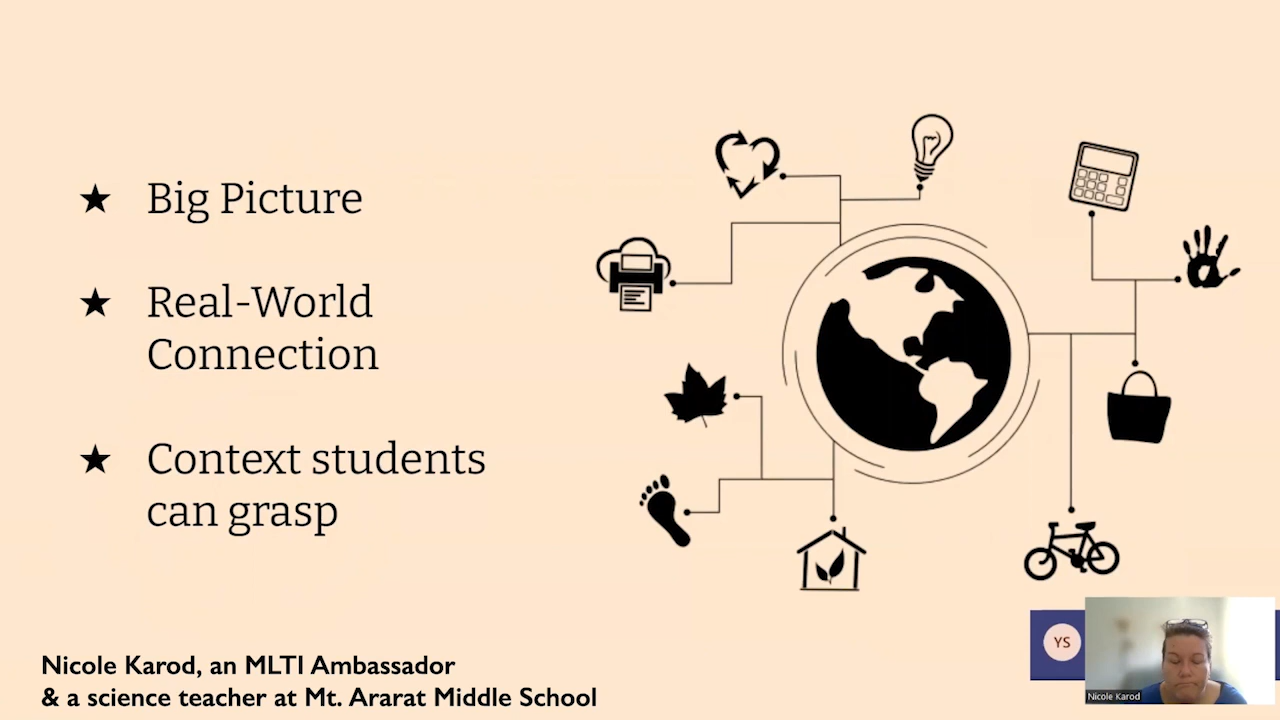 ★ Big Picture
★ Real-World
Connection
★ Context students
can grasp
Nicole Karod, an MLTI Ambassador
& a science teacher at Mt. Ararat Middle School
YS
Nicole Karod